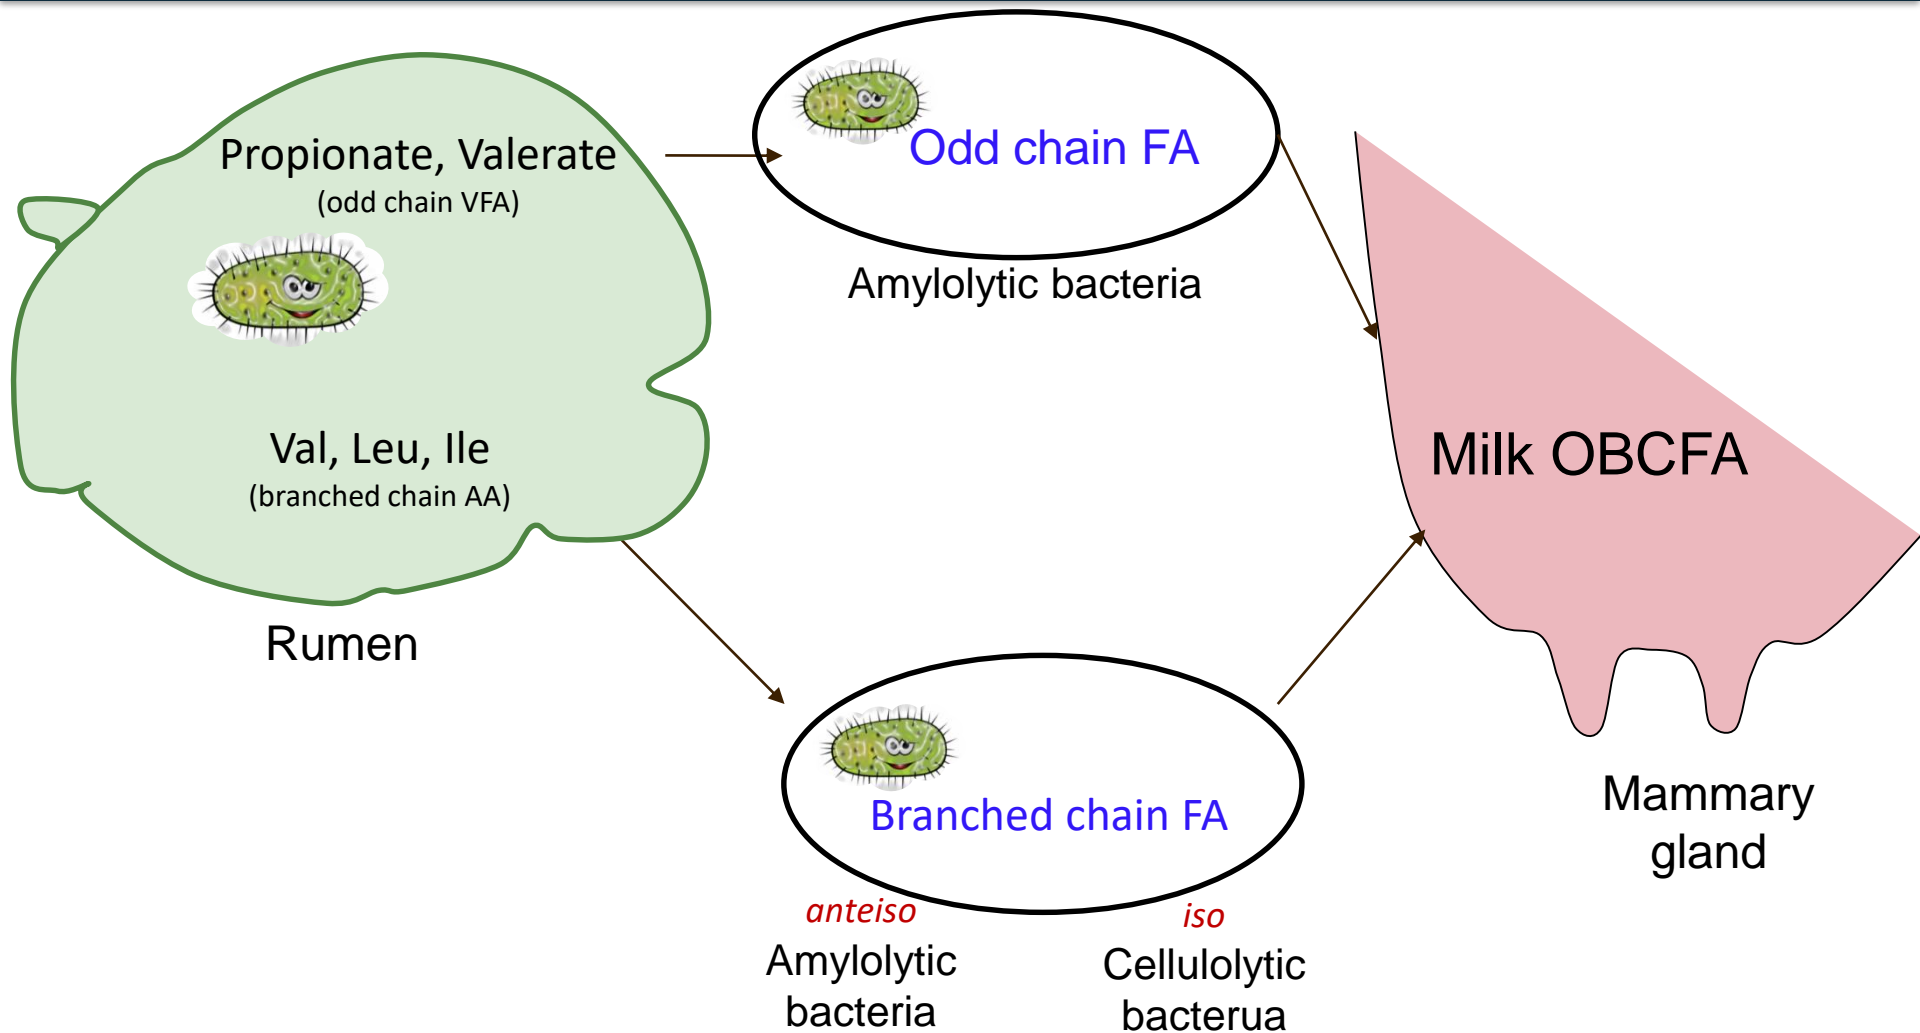 Propionate, Valerate
(odd chain VFA)
Val, Leu, Ile
(branched chain AA)
Rumen
Odd chain FA
Amylolytic bacteria
Branched chain FA
anteiso
Amylolytic
bacteria
iso
Cellulolytic
bacterua
Milk OBCFA
Mammary
gland